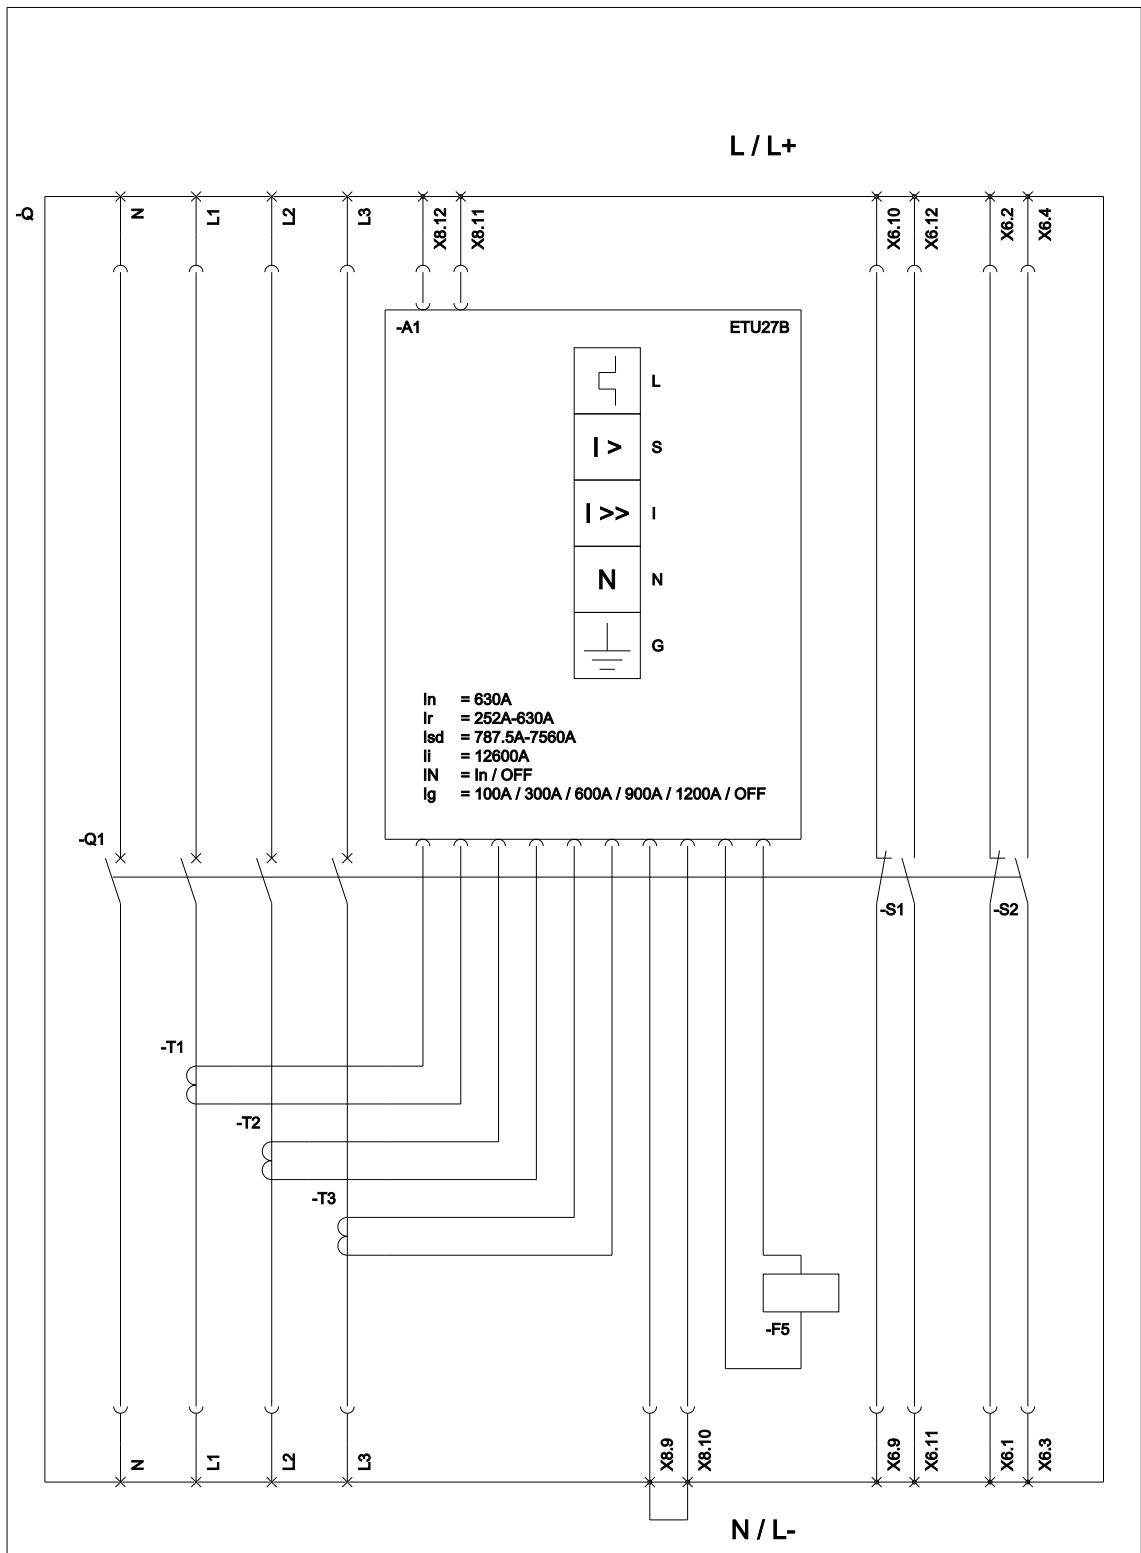 L / L+
-Q
N
L1
L2
L3
X8.12
X8.11
X6.10
X6.12
X6.2
X6.4
-A1
ETU27B
L
I > S
I >> I
N N
G
In = 630A
Ir = 252A-630A
Isd = 787.5A-7560A
Ii = 12600A
IN = In / OFF
Ig = 100A / 300A / 600A / 900A / 1200A / OFF
-Q1
-S1
-S2
-T1
-T2
-T3
-F5
N
L1
L2
L3
X8.9
X8.10
X6.9
X6.11
X6.1
X6.3
N / L-